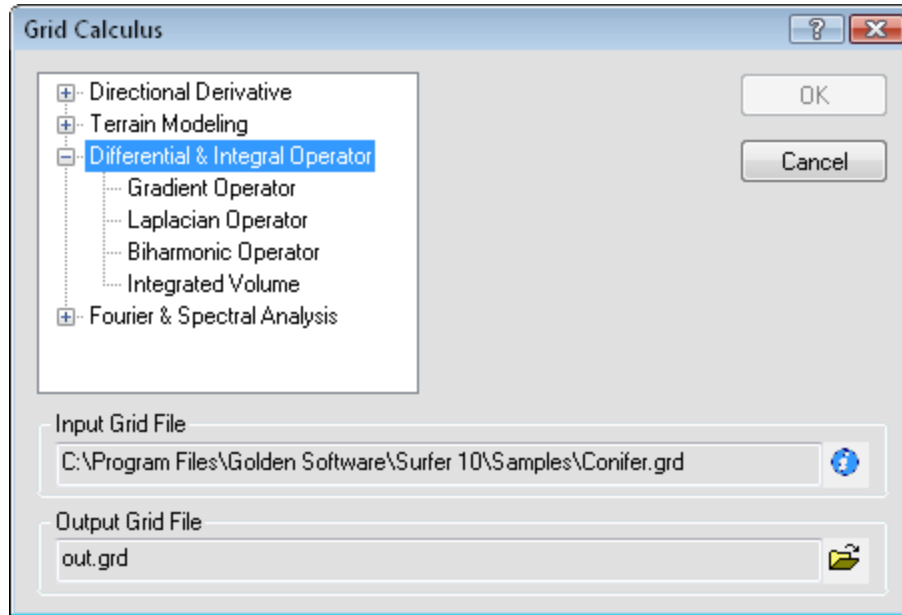 Grid Calculus
Directional Derivative
OK
Terrain Modeling
Differential & Integral Operator
Cancel
Gradient Operator
Laplacian Operator
Biharmonic Operator
Integrated Volume
Fourier & Spectral Analysis
Input Grid File
C:\Program Files\Golden Software\Surfer 10\Samples\Conifer.grd
Output Grid File
out.grd